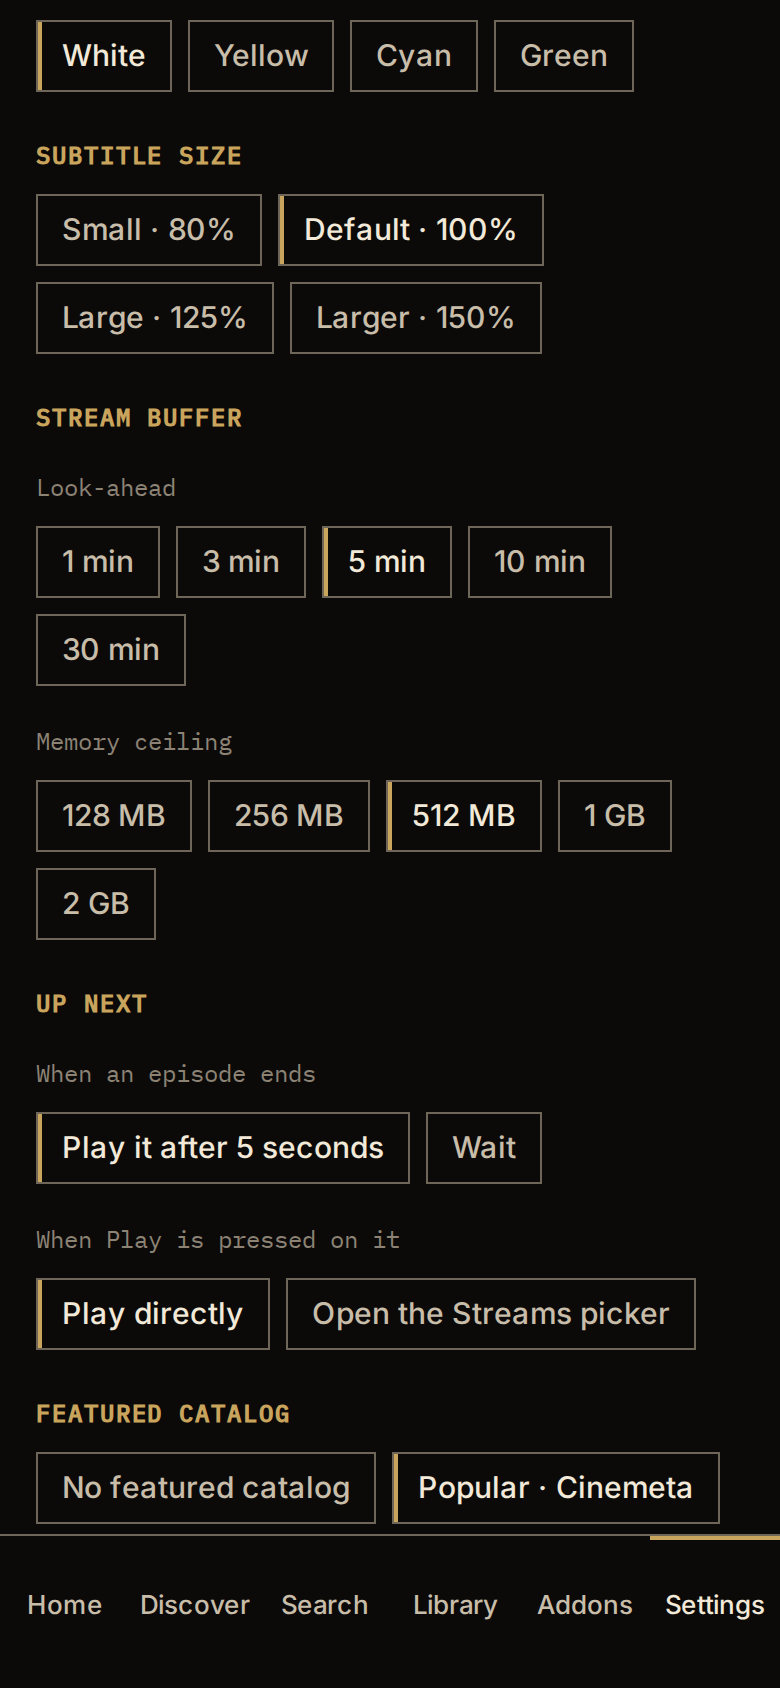 White Yellow Cyan Green
SUBTITLE SIZE
Small · 80% Default · 100%
Large · 125% Larger · 150%
STREAM BUFFER
Look-ahead
1 min 3 min 5 min 10 min
30 min
Memory ceiling
128 MB 256 MB 512 MB 1 GB
2 GB
UP NEXT
When an episode ends
Play it after 5 seconds Wait
When Play is pressed on it
Play directly Open the Streams picker
FEATURED CATALOG
No featured catalog Popular · Cinemeta
Home Discover Search Library Addons Settings